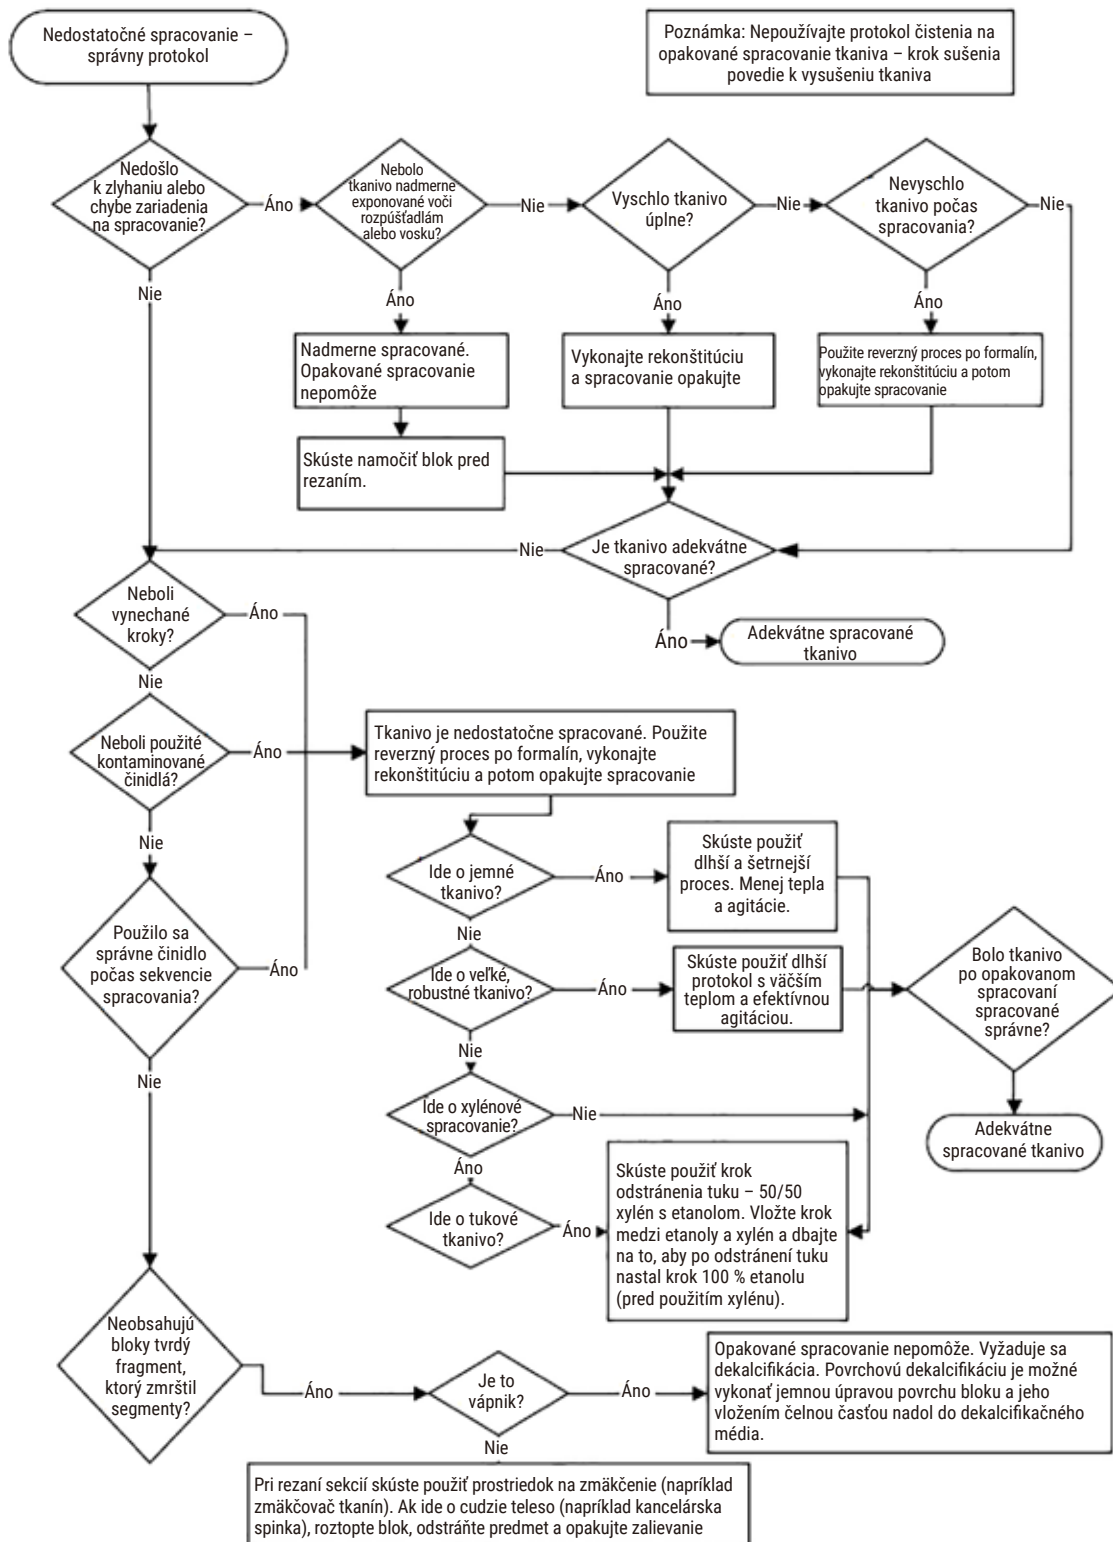 Nedostatočné spracovanie –
správny protokol
Poznámka: Nepoužívajte protokol čistenia na
opakované spracovanie tkaniva – krok sušenia
povedie k vysušeniu tkaniva
Nedošlo
k zlyhaniu alebo
chybe zariadenia
na spracovanie?
Áno
Nebolo
tkanivo nadmerne
exponované voči
rozpúšťadlám
alebo vosku?
Nie
Vyschlo tkanivo
úplne?
Nie
Nevyschlo
tkanivo počas
spracovania?
Nie
Nie
Áno
Áno
Áno
Nadmerne spracované.
Opakované spracovanie
nepomôže
Vykonajte rekonštitúciu
a spracovanie opakujte
Použite reverzný proces po formalín,
vykonajte rekonštitúciu a potom
opakujte spracovanie
Skúste namočiť blok pred
rezaním.
Nie
Je tkanivo adekvátne
spracované?
Áno
Adekvátne spracované
tkanivo
Neboli
vynechané
kroky?
Áno
Nie
Neboli použité
kontaminované
činidlá?
Áno
Tkanivo je nedostatočne spracované. Použite
reverzný proces po formalín, vykonajte
rekonštitúciu a potom opakujte spracovanie
Nie
Použilo sa
správne činidlo
počas sekvencie
spracovania?
Áno
Nie
Ide o jemné
tkanivo?
Áno
Skúste použiť
dlhší a šetrnejší
proces. Menej tepla
a agitácie.
Nie
Ide o veľké,
robustné tkanivo?
Áno
Skúste použiť dlhší
protokol s väčším
teplom a efektívnou
agitáciou.
Bolo tkanivo
po opakovanom
spracovaní
spracované
správne?
Nie
Ide o xylénové
spracovanie?
Nie
Adekvátne
spracované tkanivo
Áno
Ide o tukové
tkanivo?
Áno
Skúste použiť krok
odstránenia tuku – 50/50
xylén s etanolom. Vložte krok
medzi etanoly a xylén a dbajte
na to, aby po odstránení tuku
nastal krok 100 % etanolu
(pred použitím xylénu).
Neobsahujú
bloky tvrdý
fragment,
ktorý zmrštil
segmenty?
Áno
Je to
vápnik?
Áno
Opakované spracovanie nepomôže. Vyžaduje sa
dekalcifikácia. Povrchovú dekalcifikáciu je možné
vykonať jemnou úpravou povrchu bloku a jeho
vložením čelnou časťou nadol do dekalcifikačného
média.
Nie
Pri rezaní sekcií skúste použiť prostriedok na zmäkčenie (napríklad
zmäkčovač tkanín). Ak ide o cudzie teleso (napríklad kancelárska
spinka), roztopte blok, odstráňte predmet a opakujte zalievanie